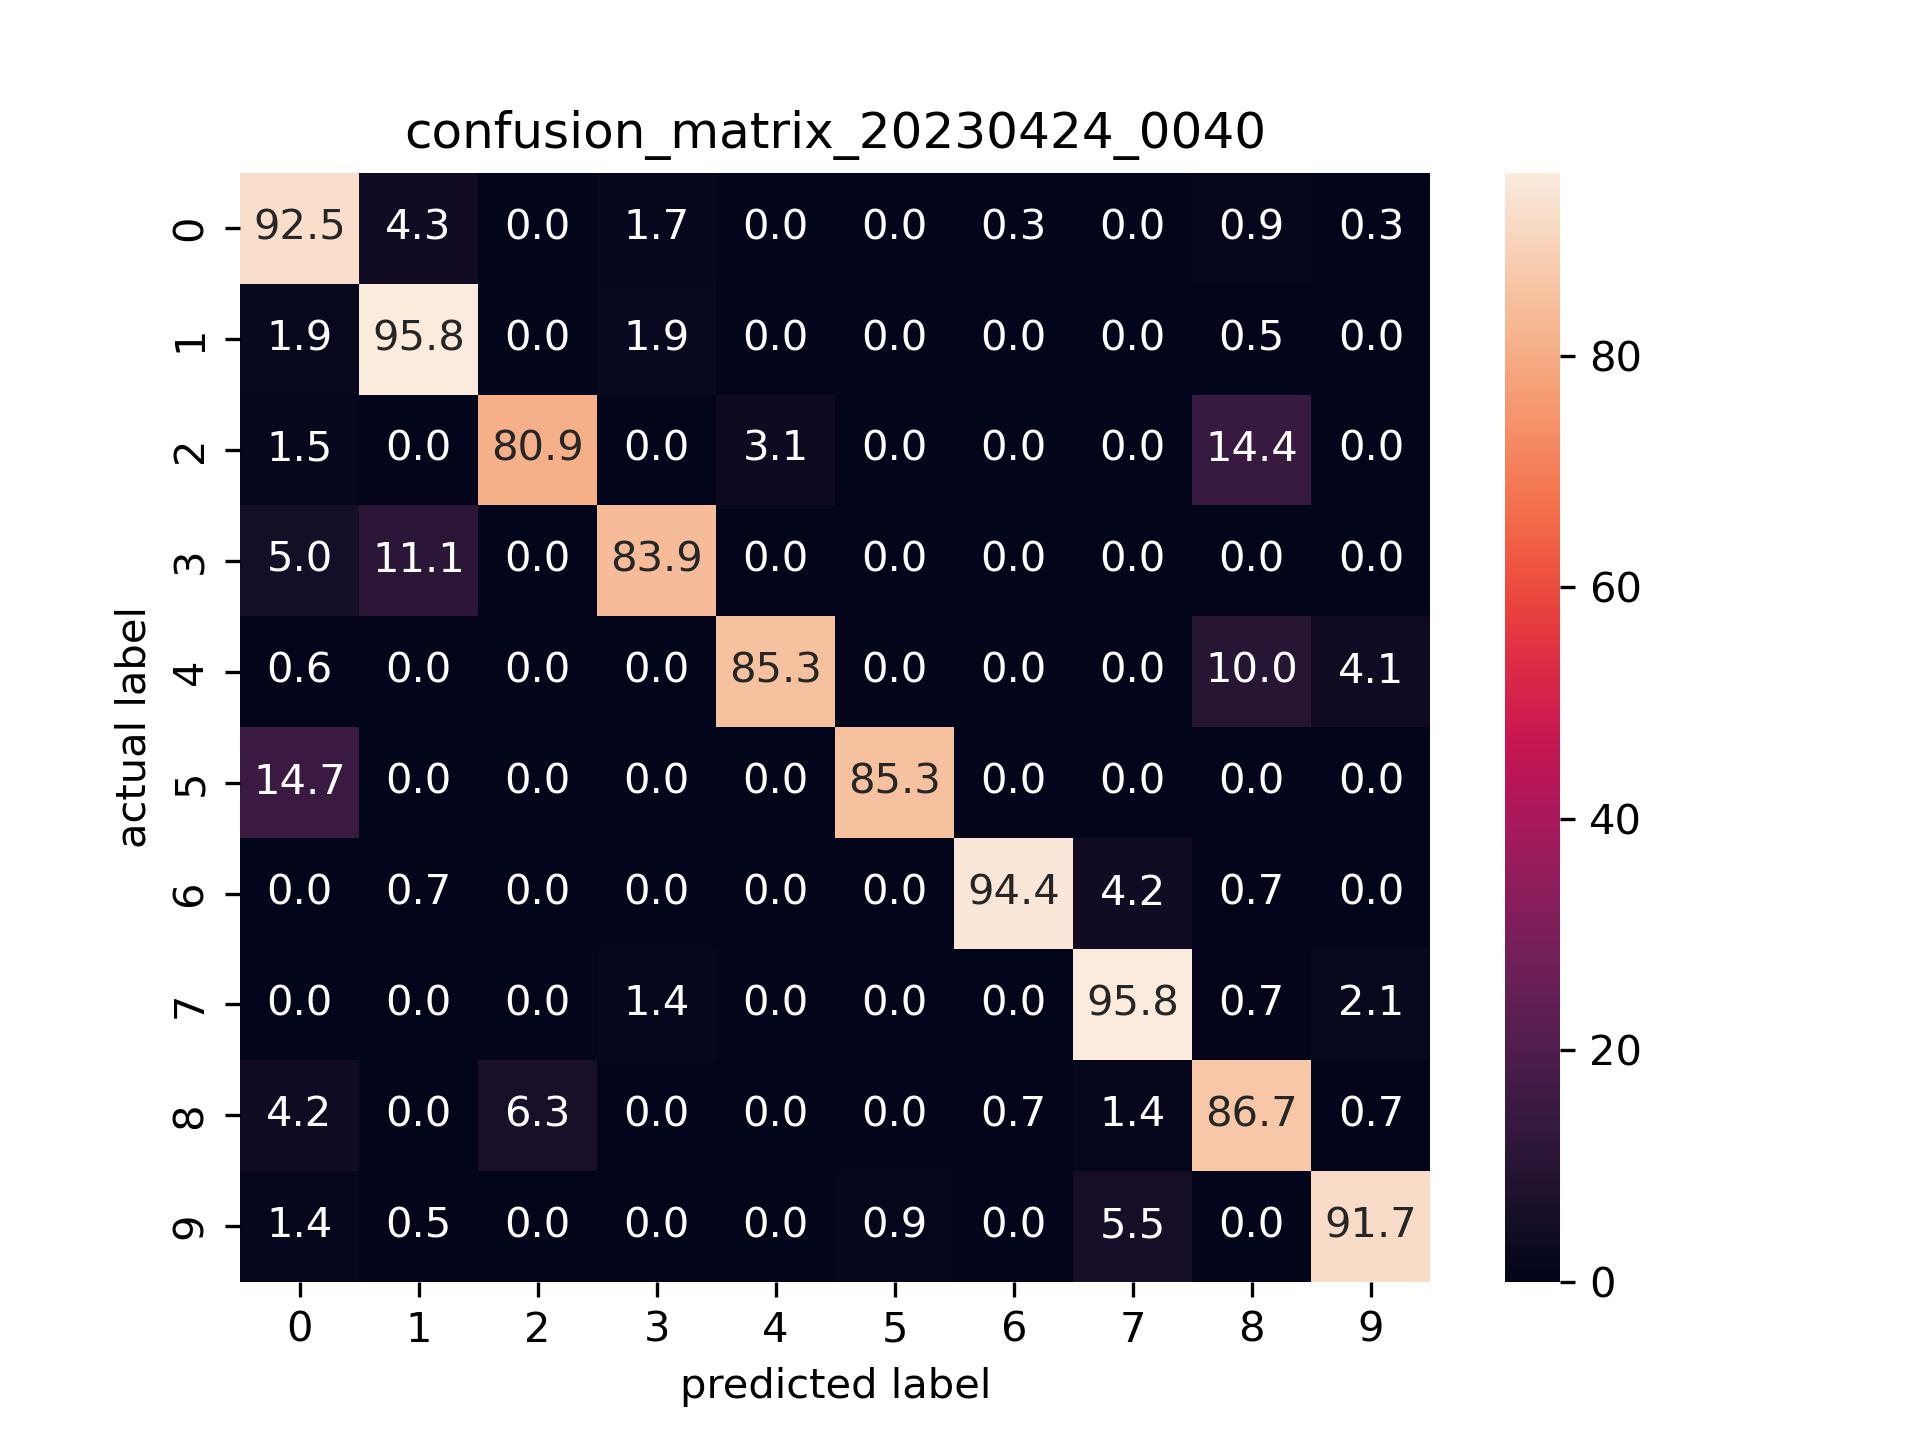 confusion_matrix_20230424_0040
0 92.5 4.3 0.0 1.7 0.0 0.0 0.3 0.0 0.9 0.3
1 1.9 95.8 0.0 1.9 0.0 0.0 0.0 0.0 0.5 0.0
80
2 1.5 0.0 80.9 0.0 3.1 0.0 0.0 0.0 14.4 0.0
3 5.0 11.1 0.0 83.9 0.0 0.0 0.0 0.0 0.0 0.0
60
4 0.6 0.0 0.0 0.0 85.3 0.0 0.0 0.0 10.0 4.1
actual label
5 14.7 0.0 0.0 0.0 0.0 85.3 0.0 0.0 0.0 0.0
40
6 0.0 0.7 0.0 0.0 0.0 0.0 94.4 4.2 0.7 0.0
7 0.0 0.0 0.0 1.4 0.0 0.0 0.0 95.8 0.7 2.1
20
8 4.2 0.0 6.3 0.0 0.0 0.0 0.7 1.4 86.7 0.7
9 1.4 0.5 0.0 0.0 0.0 0.9 0.0 5.5 0.0 91.7
0
0 1 2 3 4 5 6 7 8 9
predicted label